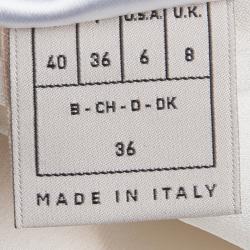 U.S.A. U.K.
40 36 6 8
B - CH - D - DK
36
MADE IN ITALY